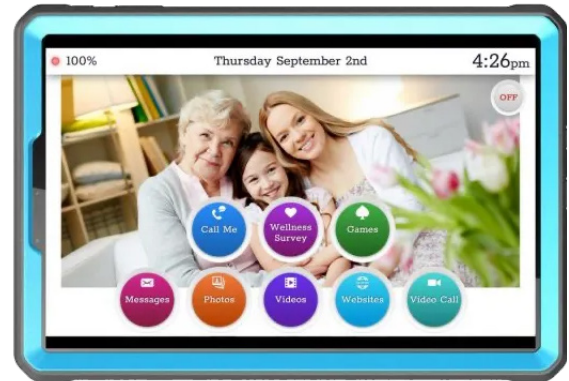 100%
Thursday September 2nd
4:26pm
OFF
Call Me
Wellness
Survey
Games
Messages
Photos
Videos
Websites
Video Call